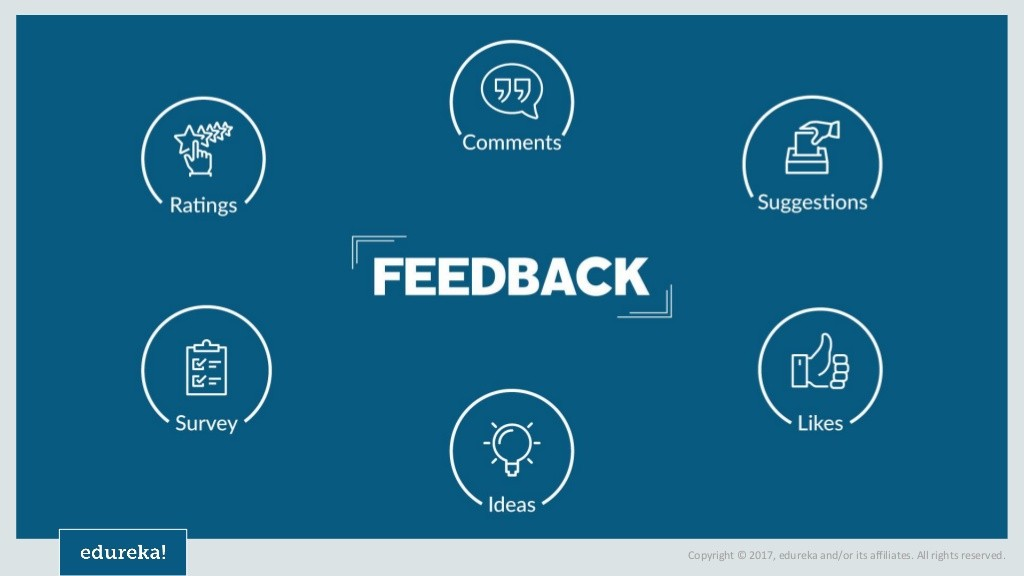 Comments
Ratings
Suggestions
FEEDBACK
Survey
Likes
Ideas
edureka!
Copyright © 2017, edureka and/or its affiliates. All rights reserved.